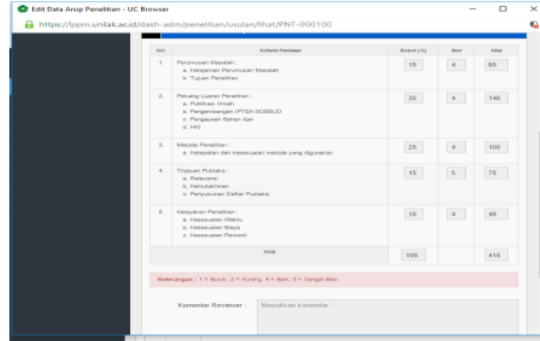 Edit Data Arsip Penelitian - UC Browser
https://lppm.unilak.ac.id/dash-adm/penelitian/usulan/lihat/PNT-000100
NO. Kriteria Penilaian Bobot (%) Skor Nilai
1. Perumusan Masalah : 15 4 60
a. Ketajaman Perumusan Masalah
b. Tujuan Penelitian
2. Peluang Luaran Penelitian : 35 4 140
a. Publikasi Ilmiah
b. Pengembangan IPTEK-SOSBUD
c. Pengayaan Bahan Ajar
d. HKI
3. Metode Penelitian : 25 4 100
a. Ketepatan dan kesesuaian metode yang digunakan
4. Tinjauan Pustaka : 15 5 75
a. Relevansi
b. Kemutakhiran
c. Penyusunan Daftar Pustaka
5. Kelayakan Penelitian : 10 4 40
a. Kesesuaian Waktu
b. Kesesuaian Biaya
c. Kesesuaian Personil
Total 100 415
Keterangan : 1 = Buruk, 2 = Kurang, 4 = Baik, 5 = Sangat Baik
Komentar Reviewer : Masukkan komentar ...